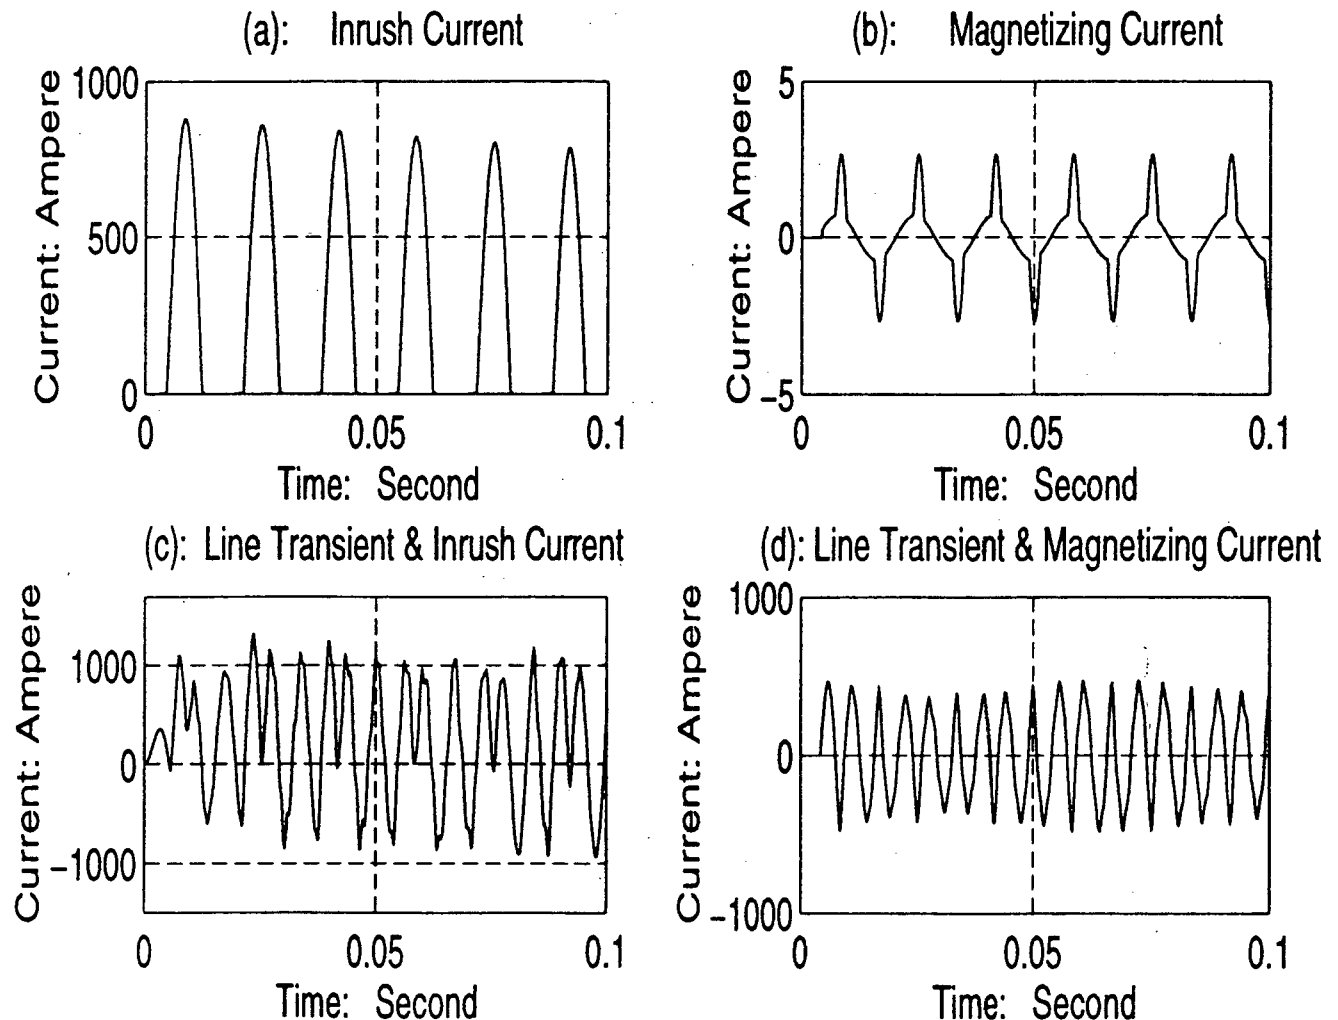 (a): Inrush Current
Current: Ampere
1000
500
0
0 0.05 0.1
Time: Second
(b): Magnetizing Current
Current: Ampere
5
0
−5
0 0.05 0.1
Time: Second
(c): Line Transient & Inrush Current
Current: Ampere
1000
0
−1000
0 0.05 0.1
Time: Second
(d): Line Transient & Magnetizing Current
Current: Ampere
1000
0
−1000
0 0.05 0.1
Time: Second